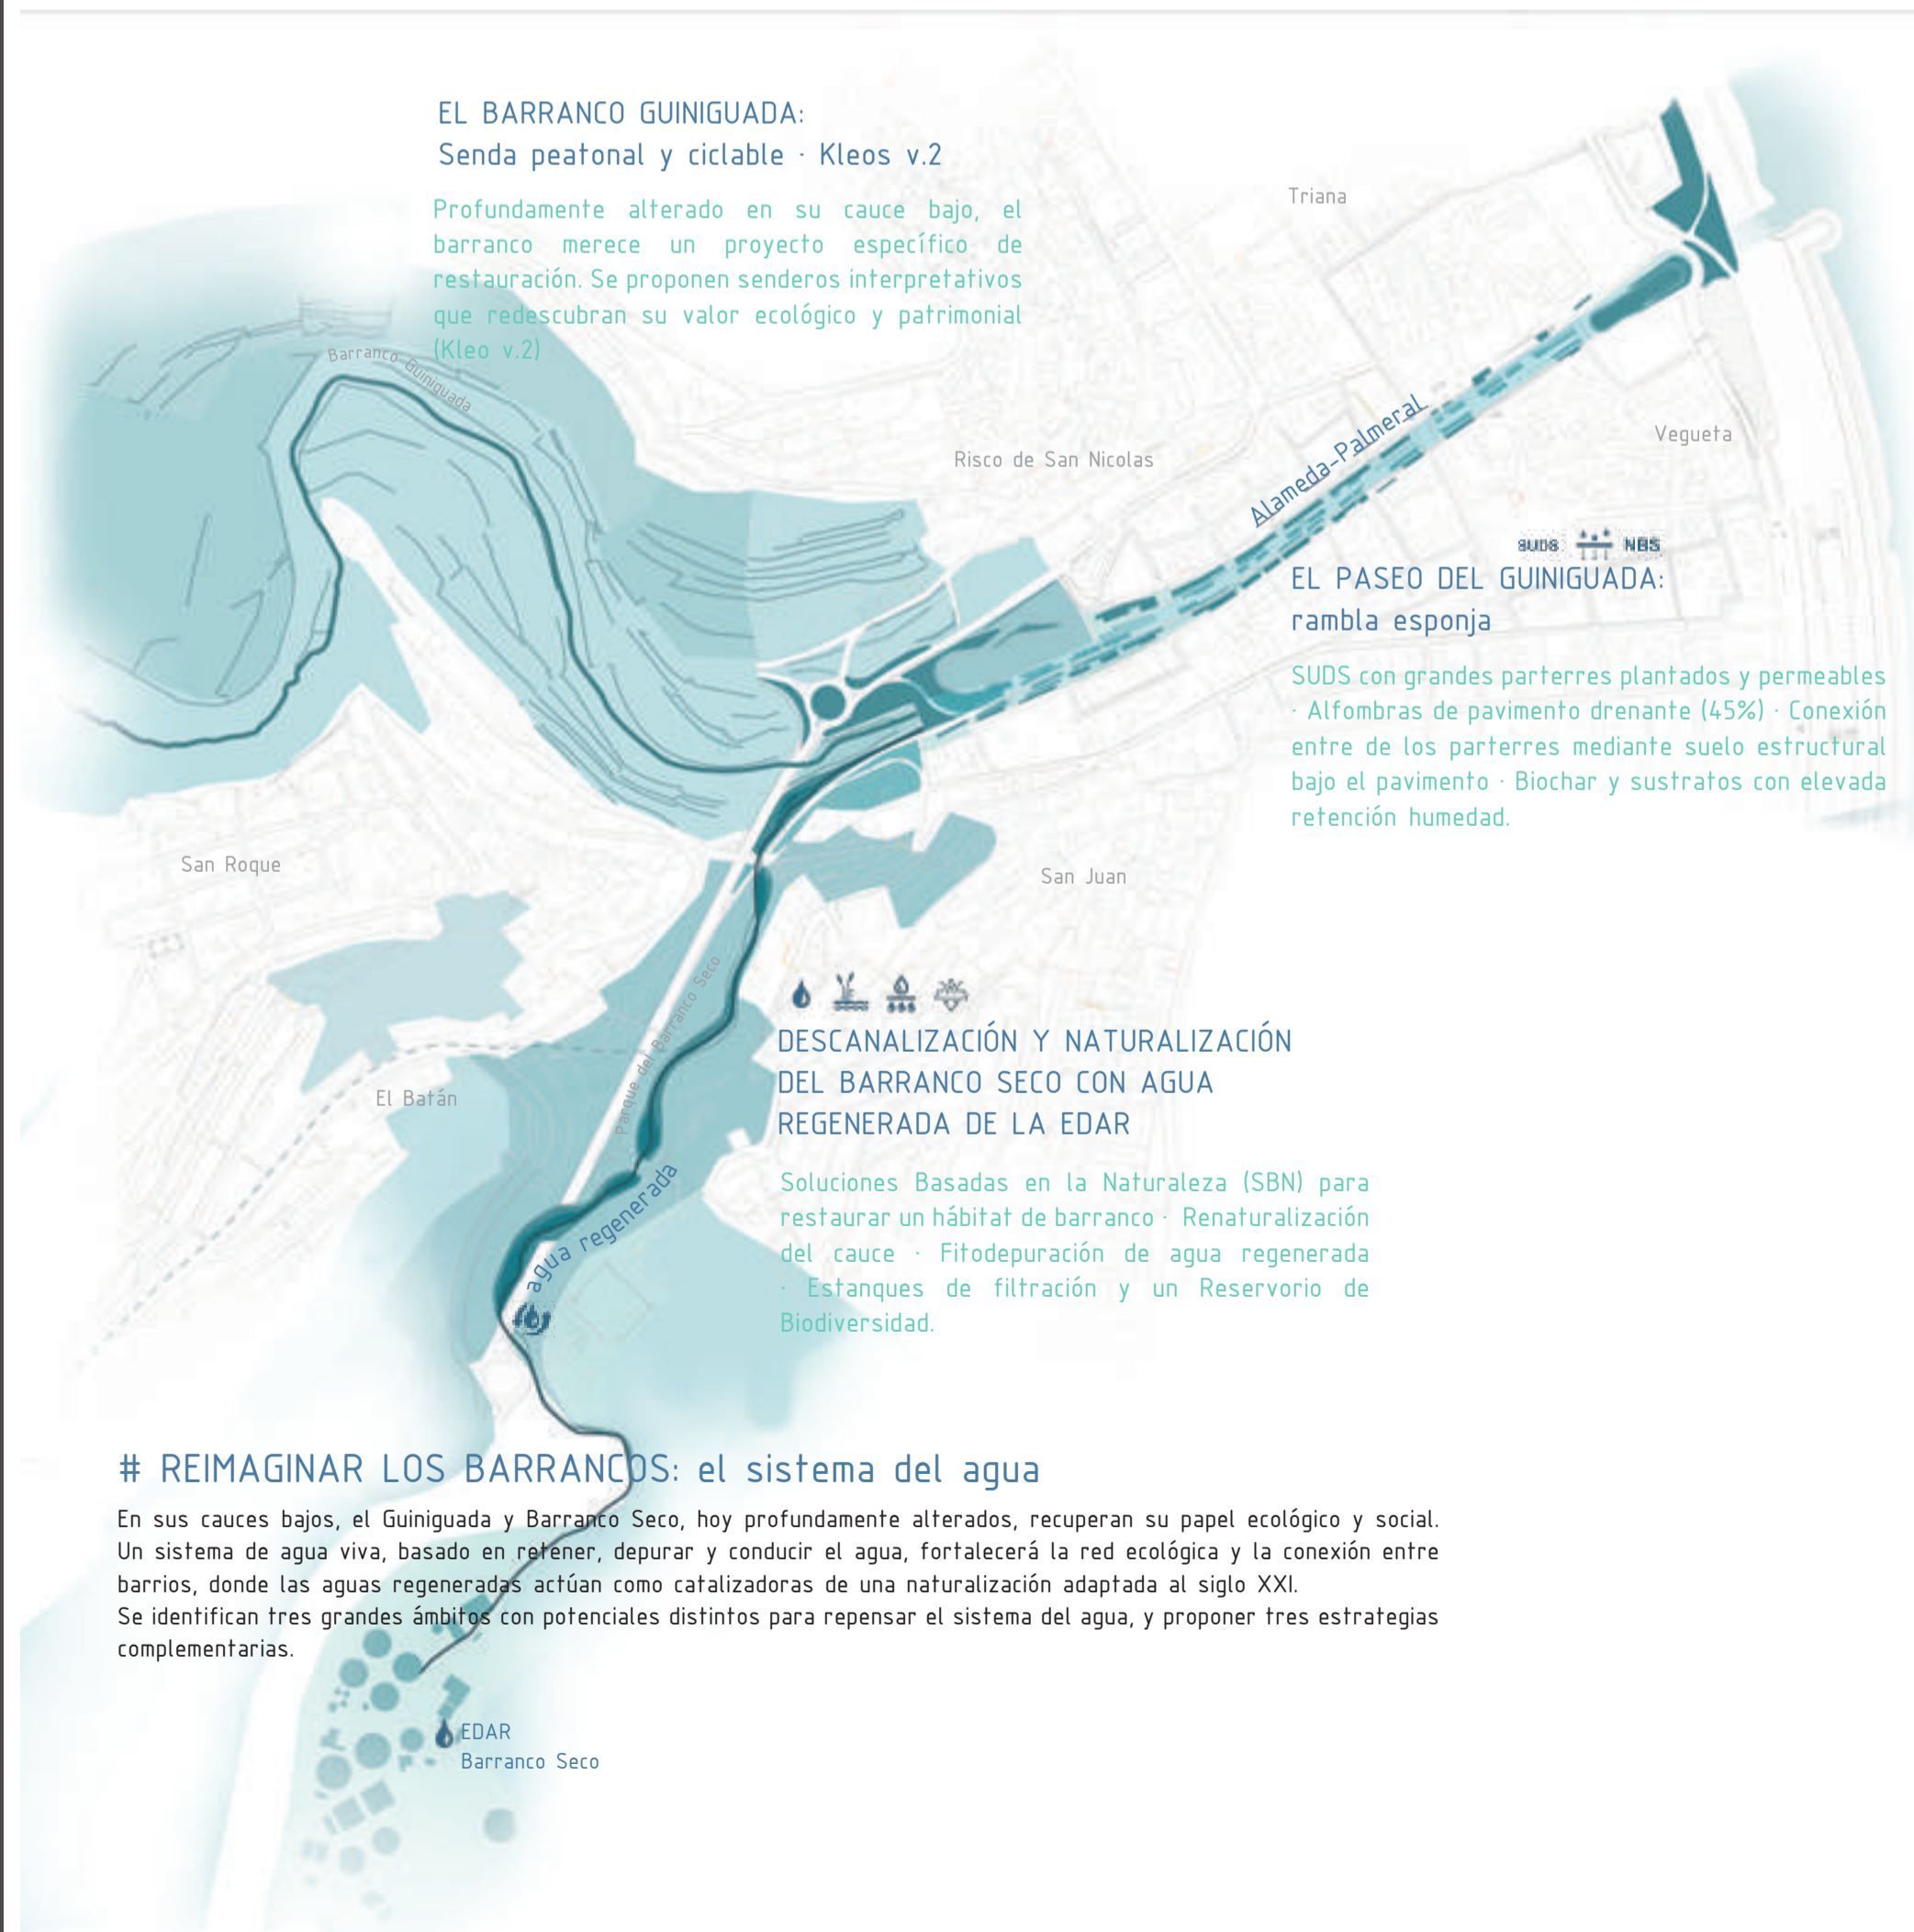 EL BARRANCO GUINIGUADA:
Senda peatonal y ciclable · Kleos v.2
Profundamente alterado en su cauce bajo, el
barranco merece un proyecto específico de
restauración. Se proponen senderos interpretativos
que redescubran su valor ecológico y patrimonial
(Kleo v.2)
Barranco Guiniguada
Triana
Vegueta
Risco de San Nicolas
Alameda-Palmeral
SUDS NBS
EL PASEO DEL GUINIGUADA:
rambla esponja
SUDS con grandes parterres plantados y permeables
· Alfombras de pavimento drenante (45%) · Conexión
entre de los parterres mediante suelo estructural
bajo el pavimento · Biochar y sustratos con elevada
retención humedad.
San Roque
San Juan
Parque del Barranco Seco
El Batán
agua regenerada
DESCANALIZACIÓN Y NATURALIZACIÓN
DEL BARRANCO SECO CON AGUA
REGENERADA DE LA EDAR
Soluciones Basadas en la Naturaleza (SBN) para
restaurar un hábitat de barranco · Renaturalización
del cauce · Fitodepuración de agua regenerada
· Estanques de filtración y un Reservorio de
Biodiversidad.
# REIMAGINAR LOS BARRANCOS: el sistema del agua
En sus cauces bajos, el Guiniguada y Barranco Seco, hoy profundamente alterados, recuperan su papel ecológico y social.
Un sistema de agua viva, basado en retener, depurar y conducir el agua, fortalecerá la red ecológica y la conexión entre
barrios, donde las aguas regeneradas actúan como catalizadoras de una naturalización adaptada al siglo XXI.
Se identifican tres grandes ámbitos con potenciales distintos para repensar el sistema del agua, y proponer tres estrategias
complementarias.
EDAR
Barranco Seco